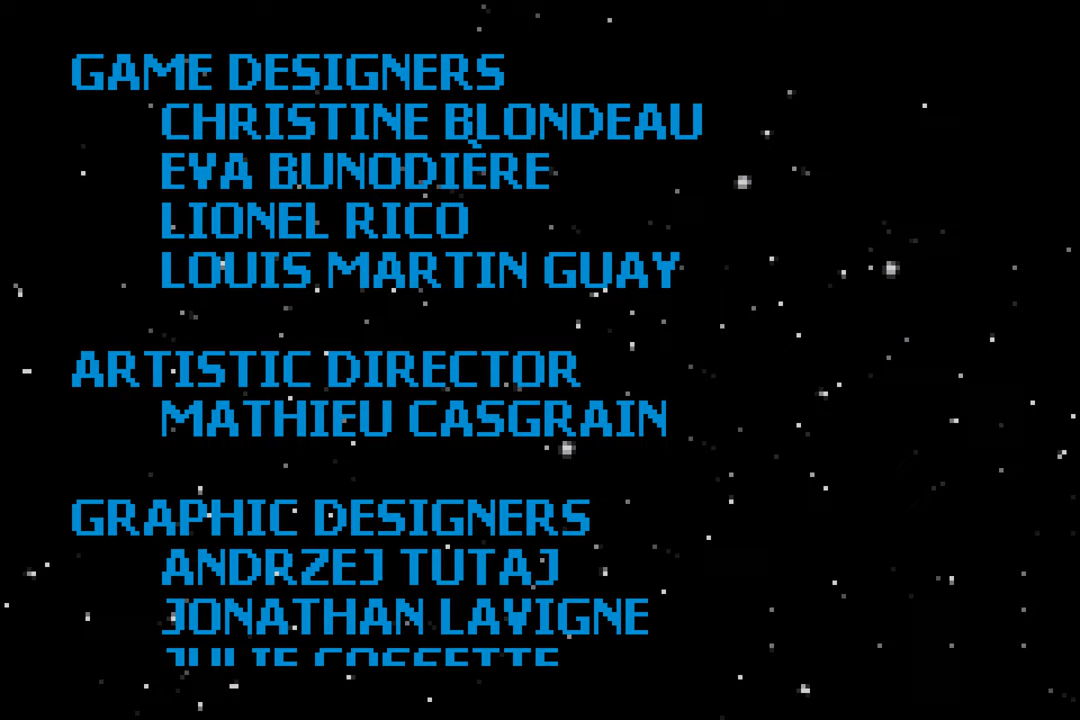 GAME DESIGNERS
CHRISTINE BLONDEAU
EVA BUNODIÈRE
LIONEL RICO
LOUIS MARTIN GUAY
ARTISTIC DIRECTOR
MATHIEU CASGRAIN
GRAPHIC DESIGNERS
ANDRZEJ TUTAJ
JONATHAN LAVIGNE